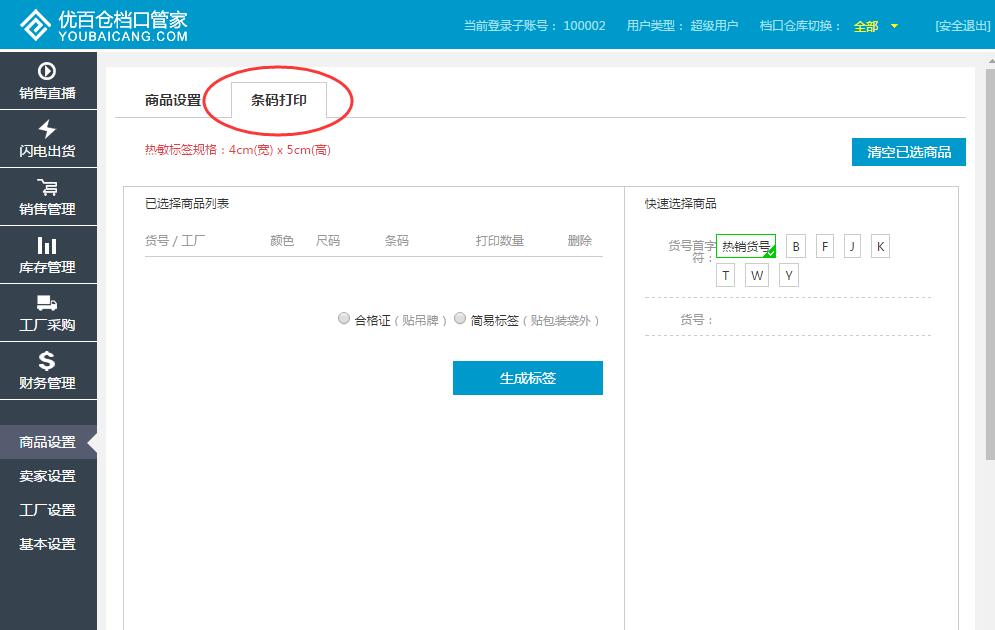 优百仓档口管家
YOUBAICANG.COM
当前登录子账号： 100002 用户类型： 超级用户 档口仓库切换： 全部 [安全退出]
销售直播
闪电出货
销售管理
库存管理
工厂采购
财务管理
商品设置
卖家设置
工厂设置
基本设置
商品设置 条码打印
热敏标签规格：4cm(宽) x 5cm(高)
清空已选商品
已选择商品列表
货号 / 工厂 颜色 尺码 条码 打印数量 删除
合格证（贴吊牌） 简易标签（贴包装袋外）
生成标签
快速选择商品
货号首字符： 热销货号 B F J K
T W Y
货号：